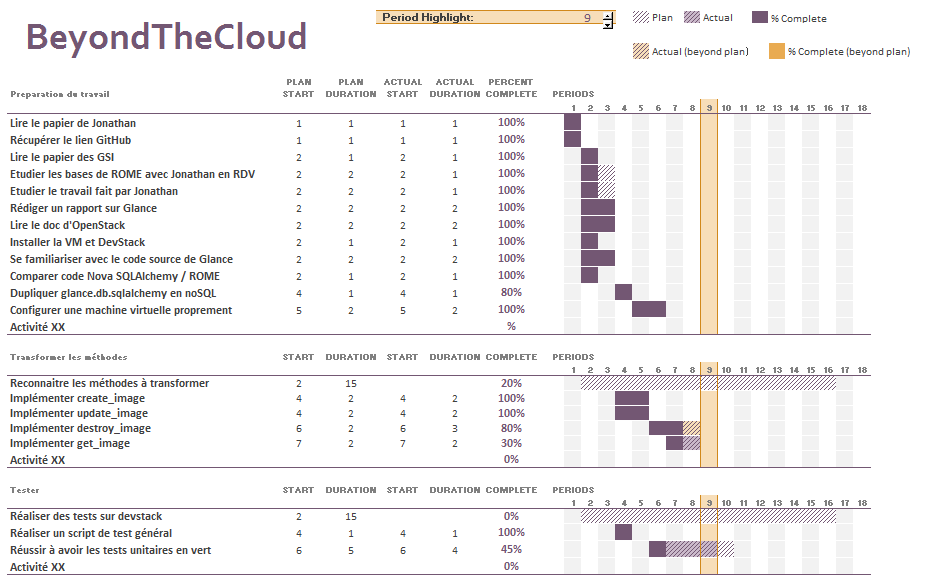 BeyondTheCloud
Period Highlight: 9
Plan Actual % Complete
Actual (beyond plan) % Complete (beyond plan)
PLAN PLAN ACTUAL ACTUAL PERCENT
Preparation du travail START DURATION START DURATION COMPLETE PERIODS
1 2 3 4 5 6 7 8 9 10 11 12 13 14 15 16 17 18
Lire le papier de Jonathan 1 1 1 1 100%
Récupérer le lien GitHub 1 1 1 1 100%
Lire le papier des GSI 2 1 2 1 100%
Etudier les bases de ROME avec Jonathan en RDV 2 2 2 1 100%
Etudier le travail fait par Jonathan 2 2 2 1 100%
Rédiger un rapport sur Glance 2 2 2 2 100%
Lire le doc d'OpenStack 2 2 2 2 100%
Installer la VM et DevStack 2 1 2 1 100%
Se familiariser avec le code source de Glance 2 2 2 2 100%
Comparer code Nova SQLAlchemy / ROME 2 1 2 1 100%
Dupliquer glance.db.sqlalchemy en noSQL 4 1 4 1 80%
Configurer une machine virtuelle proprement 5 2 5 2 100%
Activité XX %
Transformer les méthodes START DURATION START DURATION COMPLETE PERIODS
1 2 3 4 5 6 7 8 9 10 11 12 13 14 15 16 17 18
Reconnaitre les méthodes à transformer 2 15 20%
Implémenter create_image 4 2 4 2 100%
Implémenter update_image 4 2 4 2 100%
Implémenter destroy_image 6 2 6 3 80%
Implémenter get_image 7 2 7 2 30%
Activité XX 0%
Tester START DURATION START DURATION COMPLETE PERIODS
1 2 3 4 5 6 7 8 9 10 11 12 13 14 15 16 17 18
Réaliser des tests sur devstack 2 15 0%
Réaliser un script de test général 4 1 4 1 100%
Réussir à avoir les tests unitaires en vert 6 5 6 4 45%
Activité XX 0%